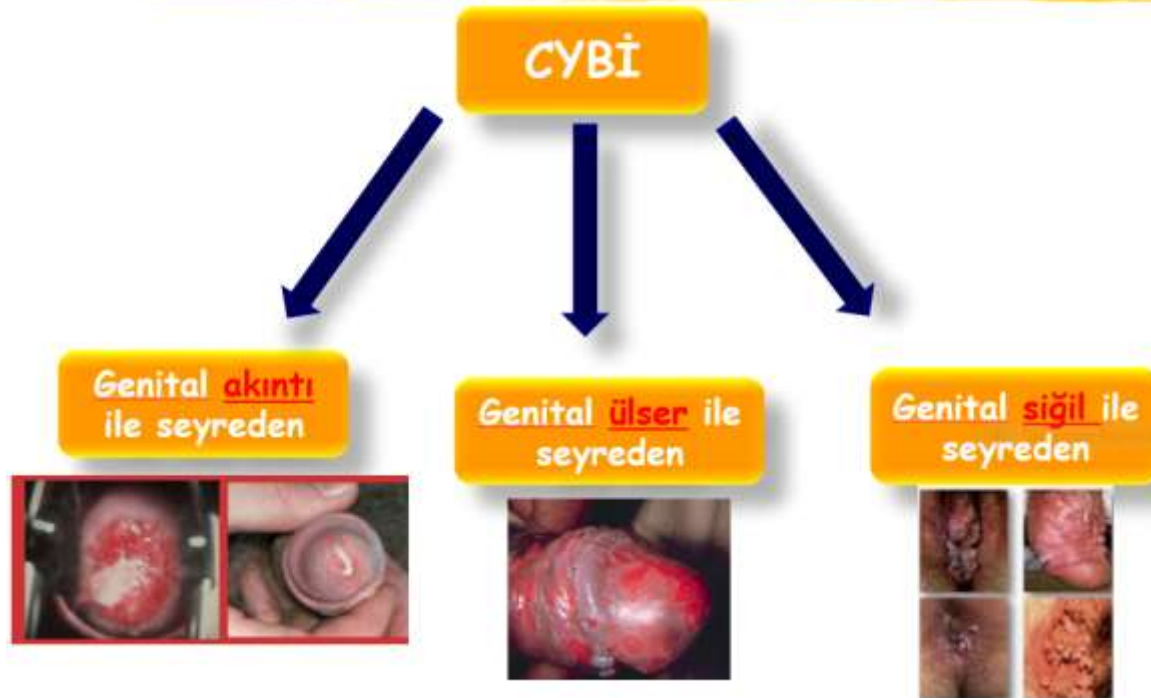 CYBİ
Genital akıntı
ile seyreden
Genital ülser ile
seyreden
Genital siğil ile
seyreden